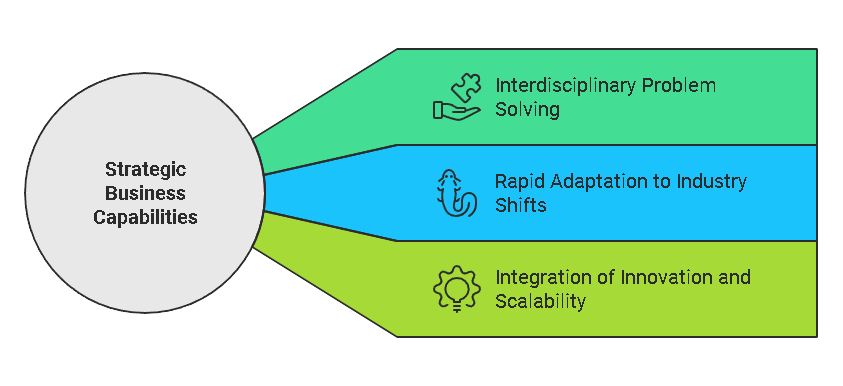 Strategic
Business
Capabilities
Interdisciplinary Problem
Solving
Rapid Adaptation to Industry
Shifts
Integration of Innovation and
Scalability